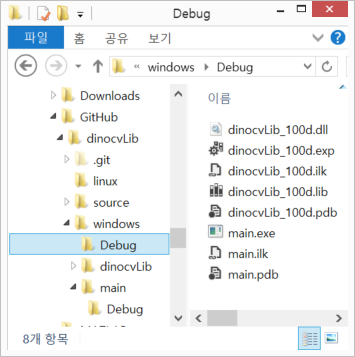 Debug
파일 홈 공유 보기
« windows Debug
Downloads
GitHub
dinocvLib
.git
linux
source
windows
Debug
dinocvLib
main
Debug
이름
dinocvLib_100d.dll
dinocvLib_100d.exp
dinocvLib_100d.ilk
dinocvLib_100d.lib
dinocvLib_100d.pdb
main.exe
main.ilk
main.pdb
8개 항목